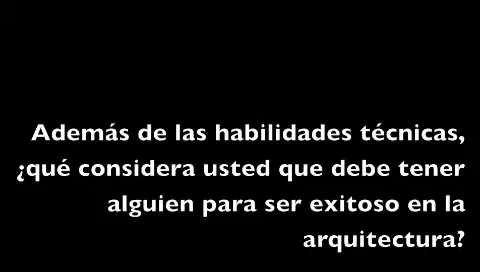 Además de las habilidades técnicas,
¿qué considera usted que debe tener
alguien para ser exitoso en la
arquitectura?